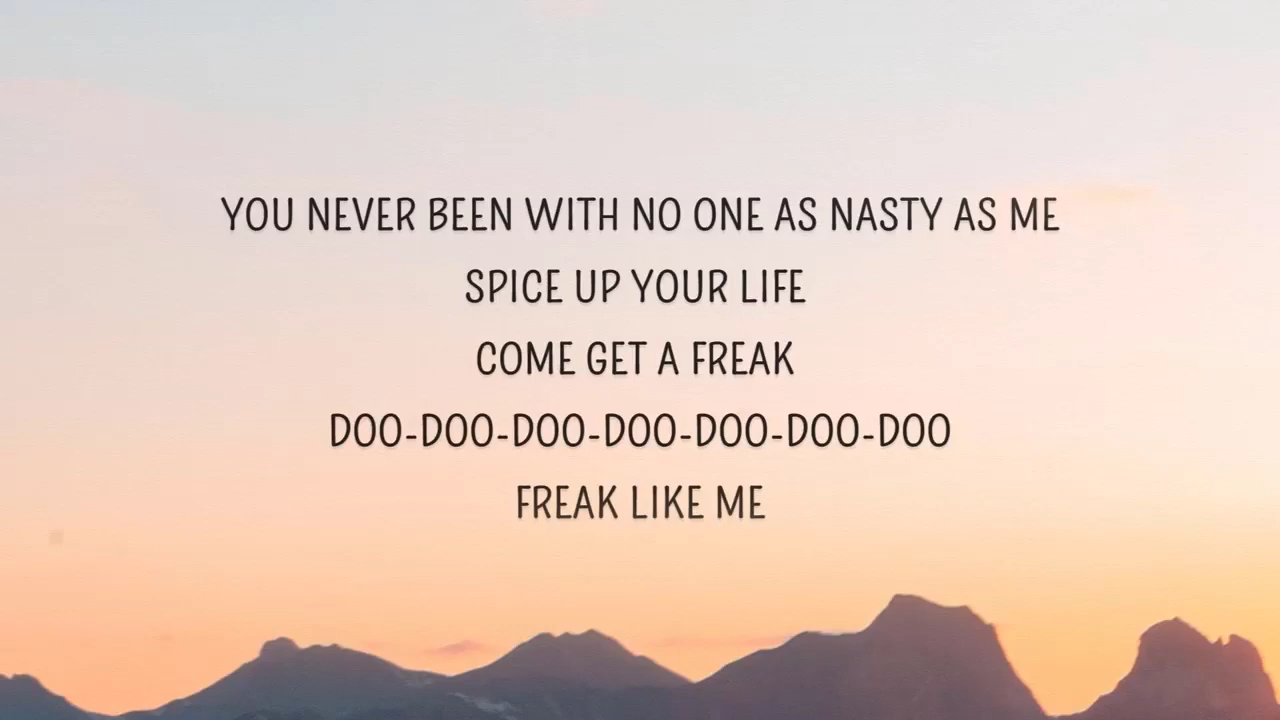 YOU NEVER BEEN WITH NO ONE AS NASTY AS ME
SPICE UP YOUR LIFE
COME GET A FREAK
DOO-DOO-DOO-DOO-DOO-DOO-DOO
FREAK LIKE ME